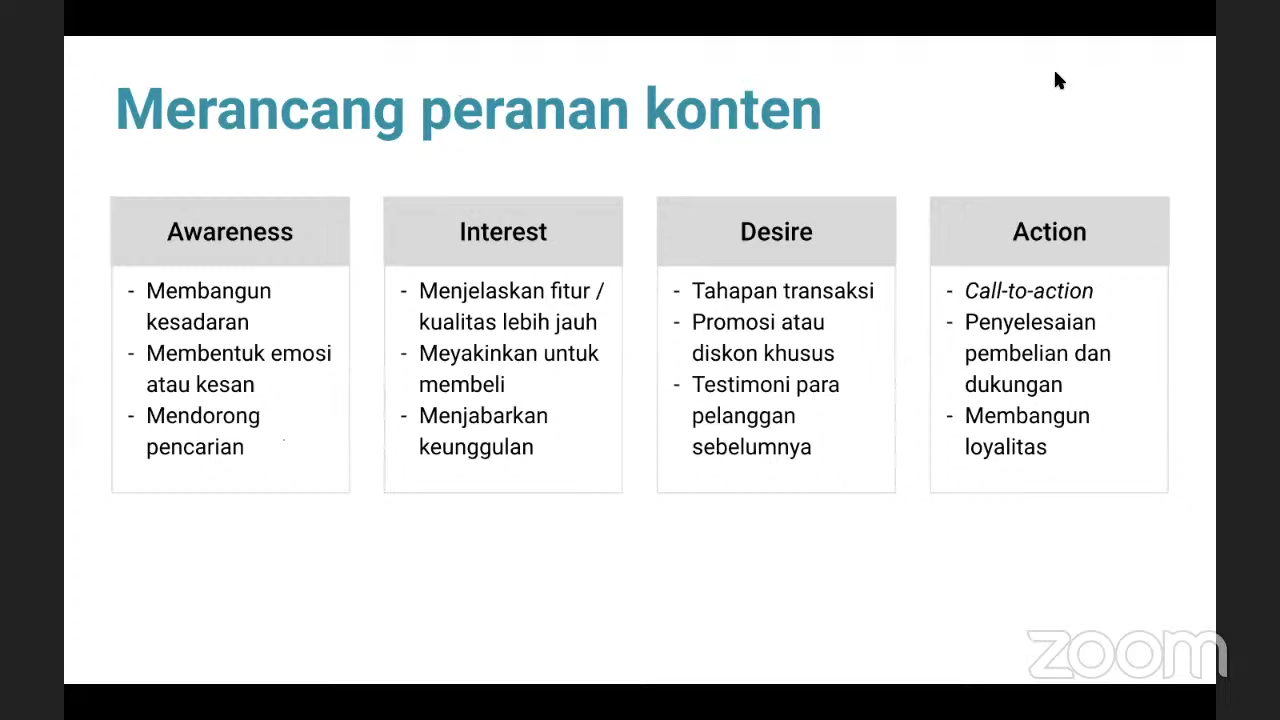 Merancang peranan konten
Awareness
- Membangun
kesadaran
- Membentuk emosi
atau kesan
- Mendorong
pencarian
Interest
- Menjelaskan fitur /
kualitas lebih jauh
- Meyakinkan untuk
membeli
- Menjabarkan
keunggulan
Desire
- Tahapan transaksi
- Promosi atau
diskon khusus
- Testimoni para
pelanggan
sebelumnya
Action
- Call-to-action
- Penyelesaian
pembelian dan
dukungan
- Membangun
loyalitas
zoom